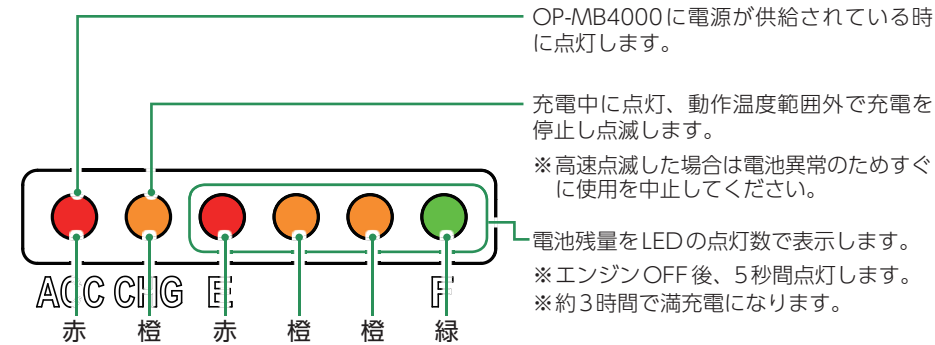 OP-MB4000に電源が供給されている時
に点灯します。
充電中に点灯、動作温度範囲外で充電を
停止し点滅します。
※高速点滅した場合は電池異常のためすぐ
に使用を中止してください。
電池残量をLEDの点灯数で表示します。
※エンジンOFF後、5秒間点灯します。
※約3時間で満充電になります。
ACC CHG E F
赤 橙 赤 橙 橙 緑